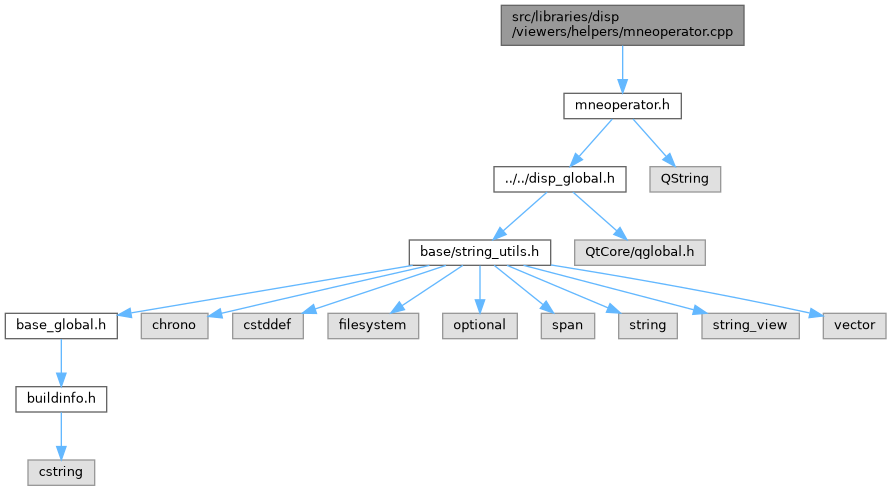 src/libraries/disp
/viewers/helpers/mneoperator.cpp
mneoperator.h
../../disp_global.h
QString
base/string_utils.h
QtCore/qglobal.h
base_global.h
chrono
cstddef
filesystem
optional
span
string
string_view
vector
buildinfo.h
cstring